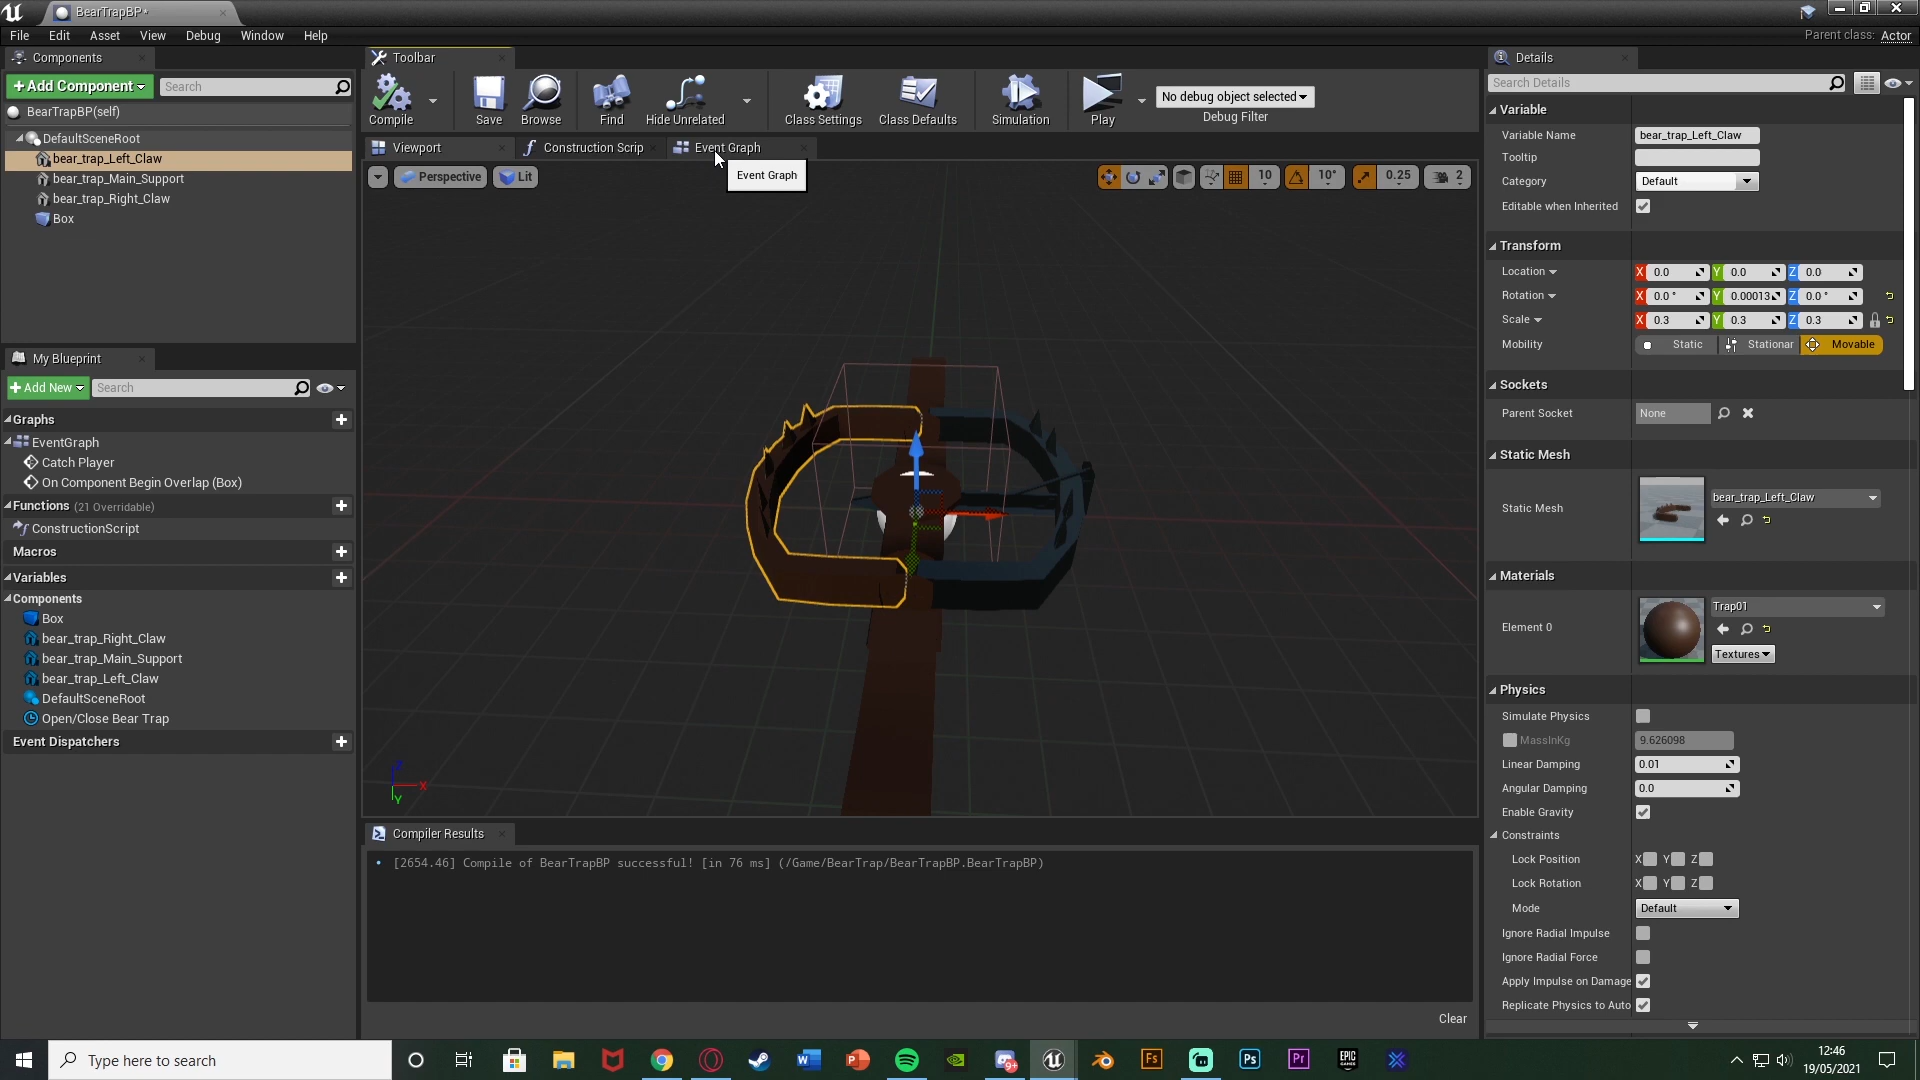 BearTrapBP*
File Edit Asset View Debug Window Help
Parent class: Actor
Components
+Add Component
Search
BearTrapBP(self)
DefaultSceneRoot
bear_trap_Left_Claw
bear_trap_Main_Support
bear_trap_Right_Claw
Box
My Blueprint
+Add New
Search
Graphs
EventGraph
Catch Player
On Component Begin Overlap (Box)
Functions (21 Overridable)
ConstructionScript
Macros
Variables
Components
Box
bear_trap_Right_Claw
bear_trap_Main_Support
bear_trap_Left_Claw
DefaultSceneRoot
Open/Close Bear Trap
Event Dispatchers
Toolbar
Compile
Save
Browse
Find
Hide Unrelated
Class Settings
Class Defaults
Simulation
Play
No debug object selected
Debug Filter
Viewport
Construction Scrip
Event Graph
Event Graph
Perspective
Lit
10
10°
0.25
2
Z
X
Y
Compiler Results
• [2654.46] Compile of BearTrapBP successful! [in 76 ms] (/Game/BearTrap/BearTrapBP.BearTrapBP)
Clear
Details
Search Details
Variable
Variable Name bear_trap_Left_Claw
Tooltip
Category Default
Editable when Inherited
Transform
Location X 0.0 Y 0.0 Z 0.0
Rotation X 0.0 ° Y 0.00013 Z 0.0 °
Scale X 0.3 Y 0.3 Z 0.3
Mobility Static Stationar Movable
Sockets
Parent Socket None
Static Mesh
Static Mesh bear_trap_Left_Claw
Materials
Element 0 Trap01
Textures
Physics
Simulate Physics
MassInKg 9.626098
Linear Damping 0.01
Angular Damping 0.0
Enable Gravity
Constraints
Lock Position X Y Z
Lock Rotation X Y Z
Mode Default
Ignore Radial Impulse
Ignore Radial Force
Apply Impulse on Damage
Replicate Physics to Auto
Type here to search
9+
W
P
Fs
Ps
Pr
EPIC GAMES
12:46
19/05/2021